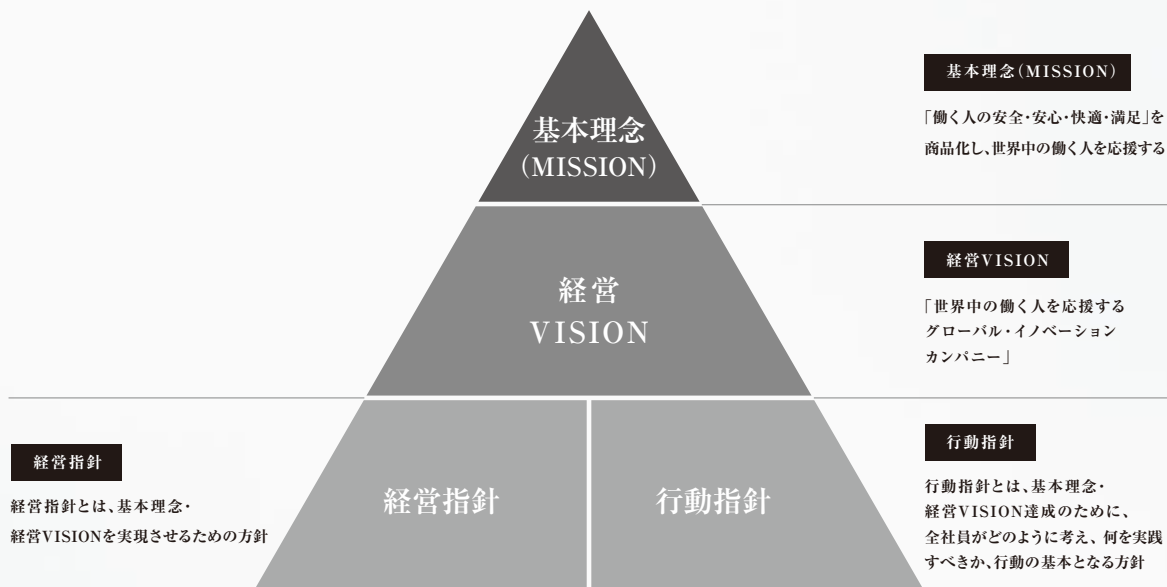 基本理念
(MISSION)
基本理念(MISSION)
「働く人の安全・安心・快適・満足」を
商品化し、世界中の働く人を応援する
経営
VISION
経営VISION
「世界中の働く人を応援する
グローバル・イノベーション
カンパニー」
経営指針
経営指針とは、基本理念・
経営VISIONを実現させるための方針
経営指針
行動指針
行動指針
行動指針とは、基本理念・
経営VISION達成のために、
全社員がどのように考え、何を実践
すべきか、行動の基本となる方針